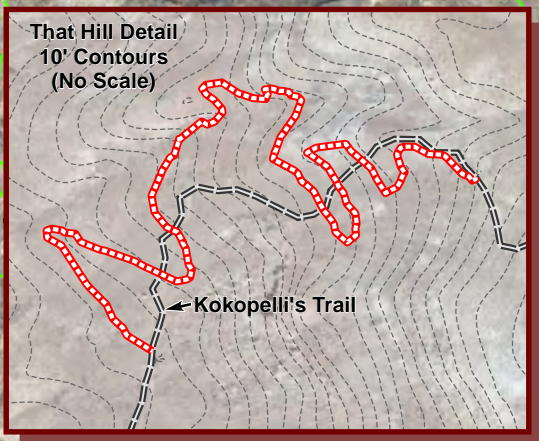 That Hill Detail
10' Contours
(No Scale)
Kokopelli's Trail